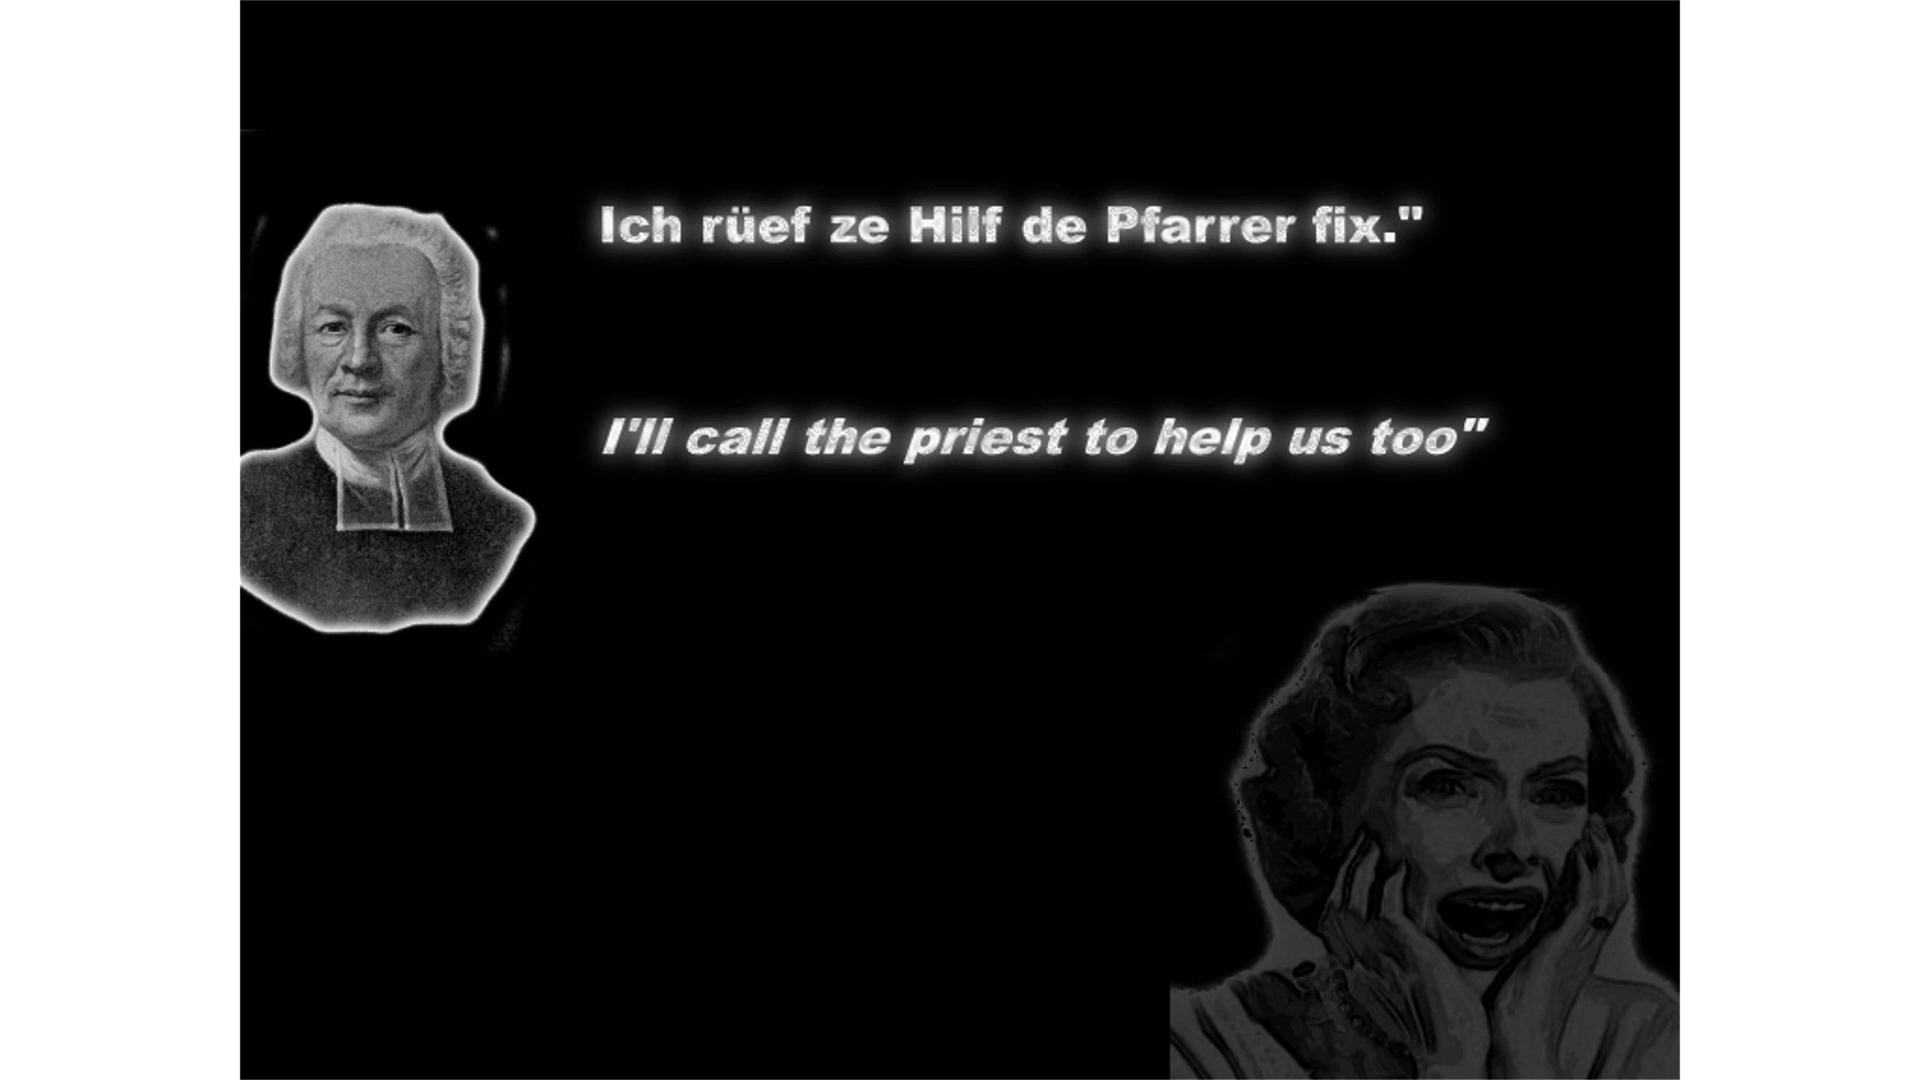 Ich rüef ze Hilf de Pfarrer fix."
I'll call the priest to help us too"